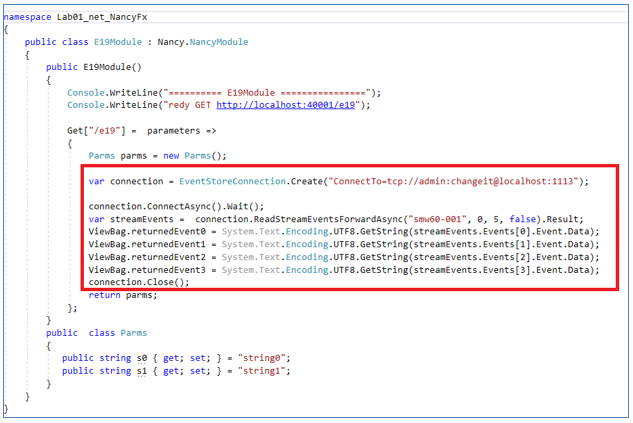 namespace Lab01_net_NancyFx
{
public class E19Module : Nancy.NancyModule
{
public E19Module()
{
Console.WriteLine("========== E19Module ================");
Console.WriteLine("redy GET http://localhost:40001/e19");
Get["/e19"] = parameters =>
{
Parms parms = new Parms();
var connection = EventStoreConnection.Create("ConnectTo=tcp://admin:changeit@localhost:1113");
connection.ConnectAsync().Wait();
var streamEvents = connection.ReadStreamEventsForwardAsync("smw60-001", 0, 5, false).Result;
ViewBag.returnedEvent0 = System.Text.Encoding.UTF8.GetString(streamEvents.Events[0].Event.Data);
ViewBag.returnedEvent1 = System.Text.Encoding.UTF8.GetString(streamEvents.Events[1].Event.Data);
ViewBag.returnedEvent2 = System.Text.Encoding.UTF8.GetString(streamEvents.Events[2].Event.Data);
ViewBag.returnedEvent3 = System.Text.Encoding.UTF8.GetString(streamEvents.Events[3].Event.Data);
connection.Close();
return parms;
};
}
public class Parms
{
public string s0 { get; set; } = "string0";
public string s1 { get; set; } = "string1";
}
}
}